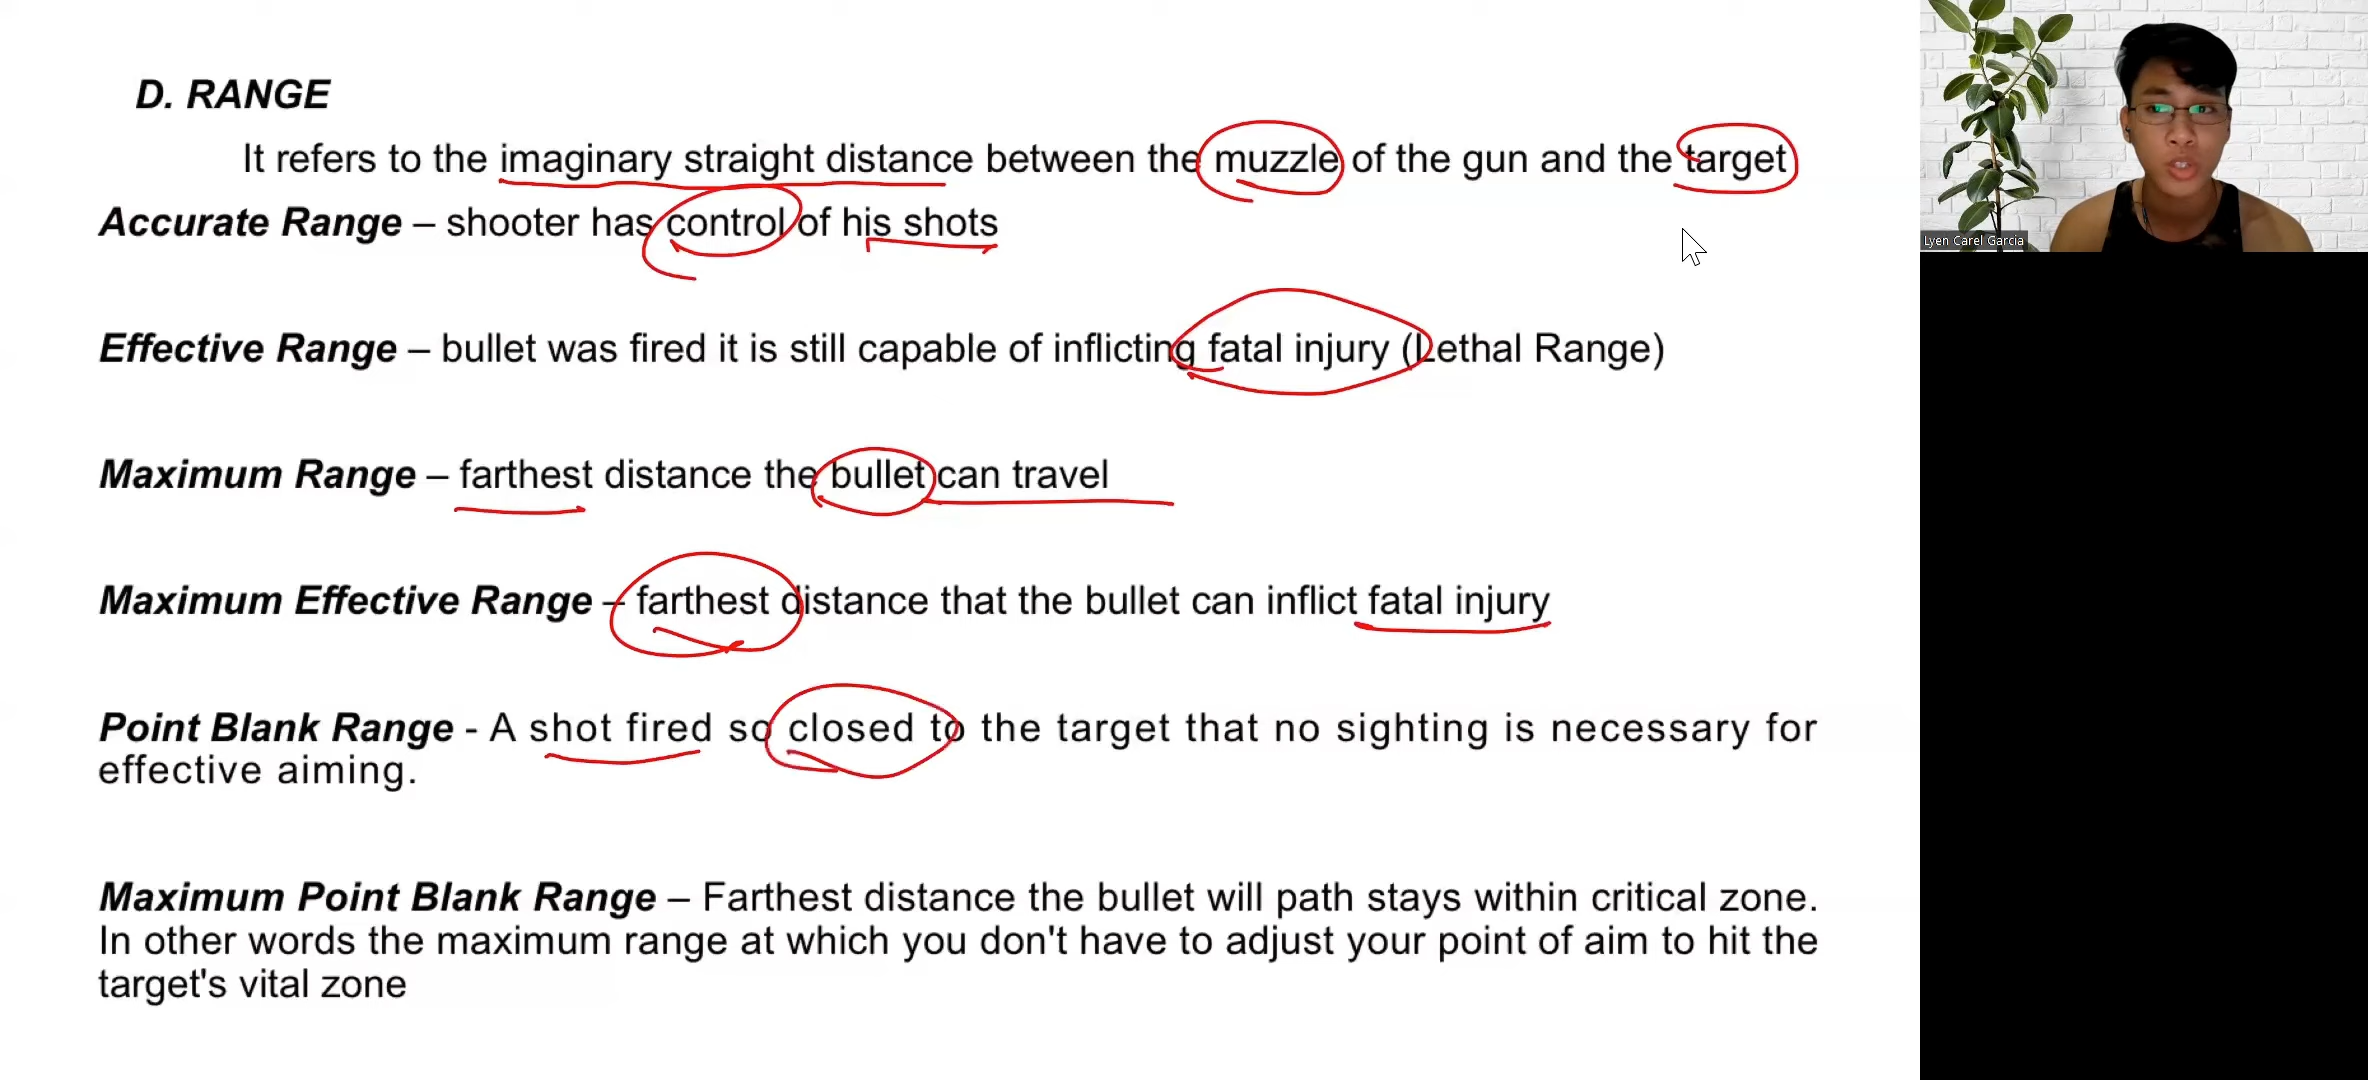 D. RANGE
It refers to the imaginary straight distance between the muzzle of the gun and the target
Accurate Range – shooter has control of his shots
Effective Range – bullet was fired it is still capable of inflicting fatal injury (Lethal Range)
Maximum Range – farthest distance the bullet can travel
Maximum Effective Range – farthest distance that the bullet can inflict fatal injury
Point Blank Range - A shot fired so closed to the target that no sighting is necessary for
effective aiming.
Maximum Point Blank Range – Farthest distance the bullet will path stays within critical zone.
In other words the maximum range at which you don't have to adjust your point of aim to hit the
target's vital zone
Lyen Carel Garcia